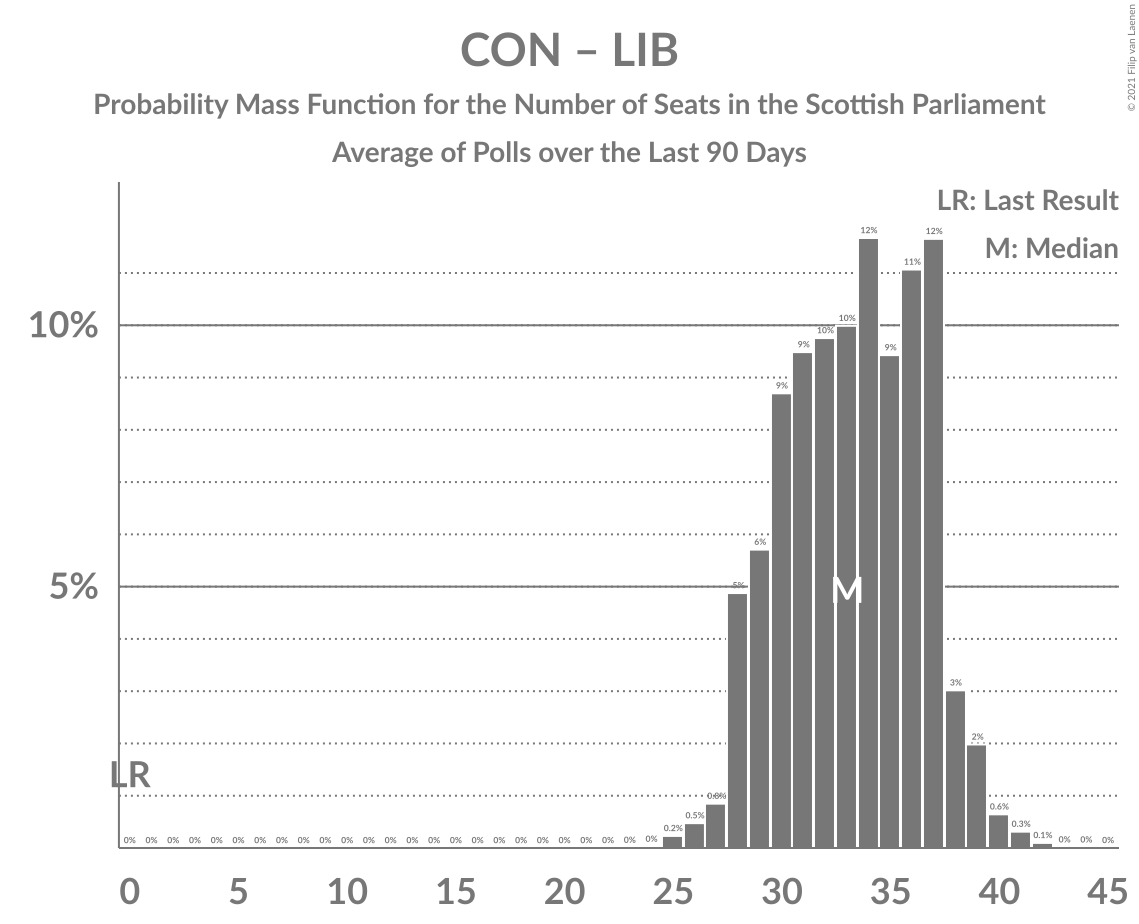 CON – LIB
Probability Mass Function for the Number of Seats in the Scottish Parliament
Average of Polls over the Last 90 Days
© 2021 Filip van Laenen
LR: Last Result
M: Median
10%
5%
LR
M
0% 0% 0% 0% 0% 0% 0% 0% 0% 0% 0% 0% 0% 0% 0% 0% 0% 0% 0% 0% 0% 0% 0% 0% 0% 0.2% 0.5% 0.8% 5% 6% 9% 9% 10% 10% 12% 9% 11% 12% 3% 2% 0.6% 0.3% 0.1% 0% 0% 0%
0 5 10 15 20 25 30 35 40 45